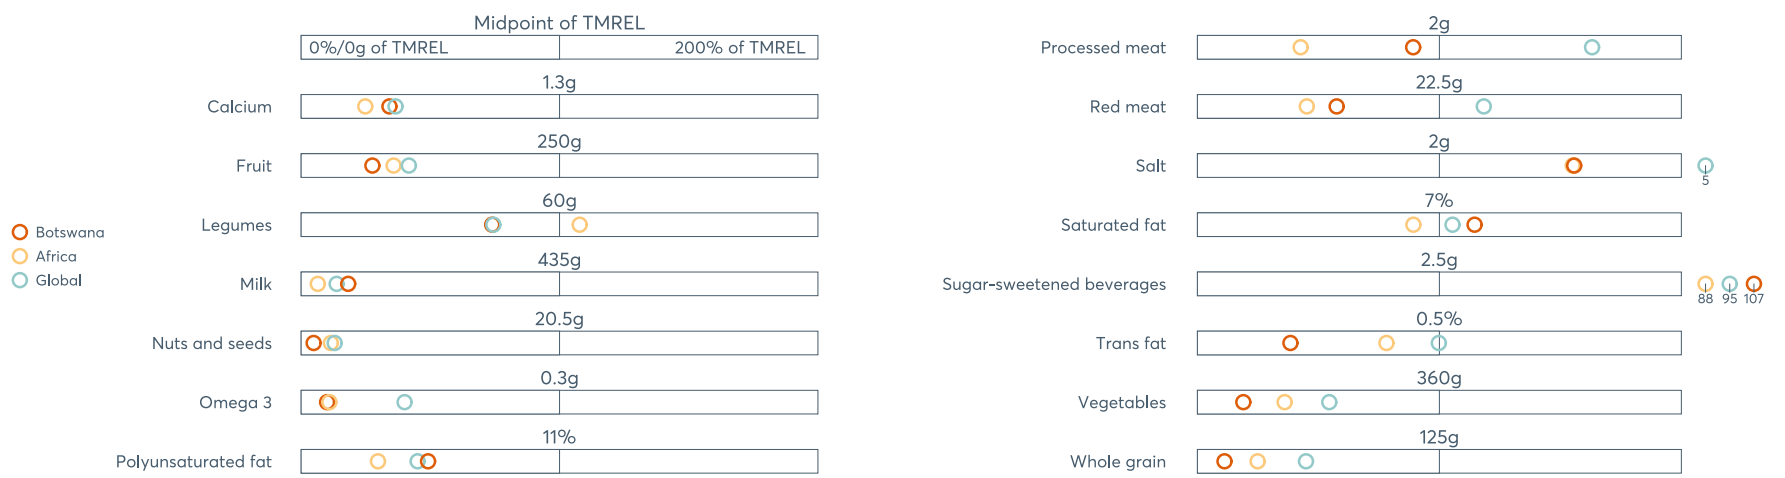 Midpoint of TMREL
0%/0g of TMREL
200% of TMREL
1.3g
Calcium
250g
Fruit
60g
Legumes
435g
Milk
20.5g
Nuts and seeds
0.3g
Omega 3
11%
Polyunsaturated fat
Botswana
Africa
Global
2g
Processed meat
22.5g
Red meat
2g
Salt
5
7%
Saturated fat
2.5g
Sugar-sweetened beverages
88 95 107
0.5%
Trans fat
360g
Vegetables
125g
Whole grain